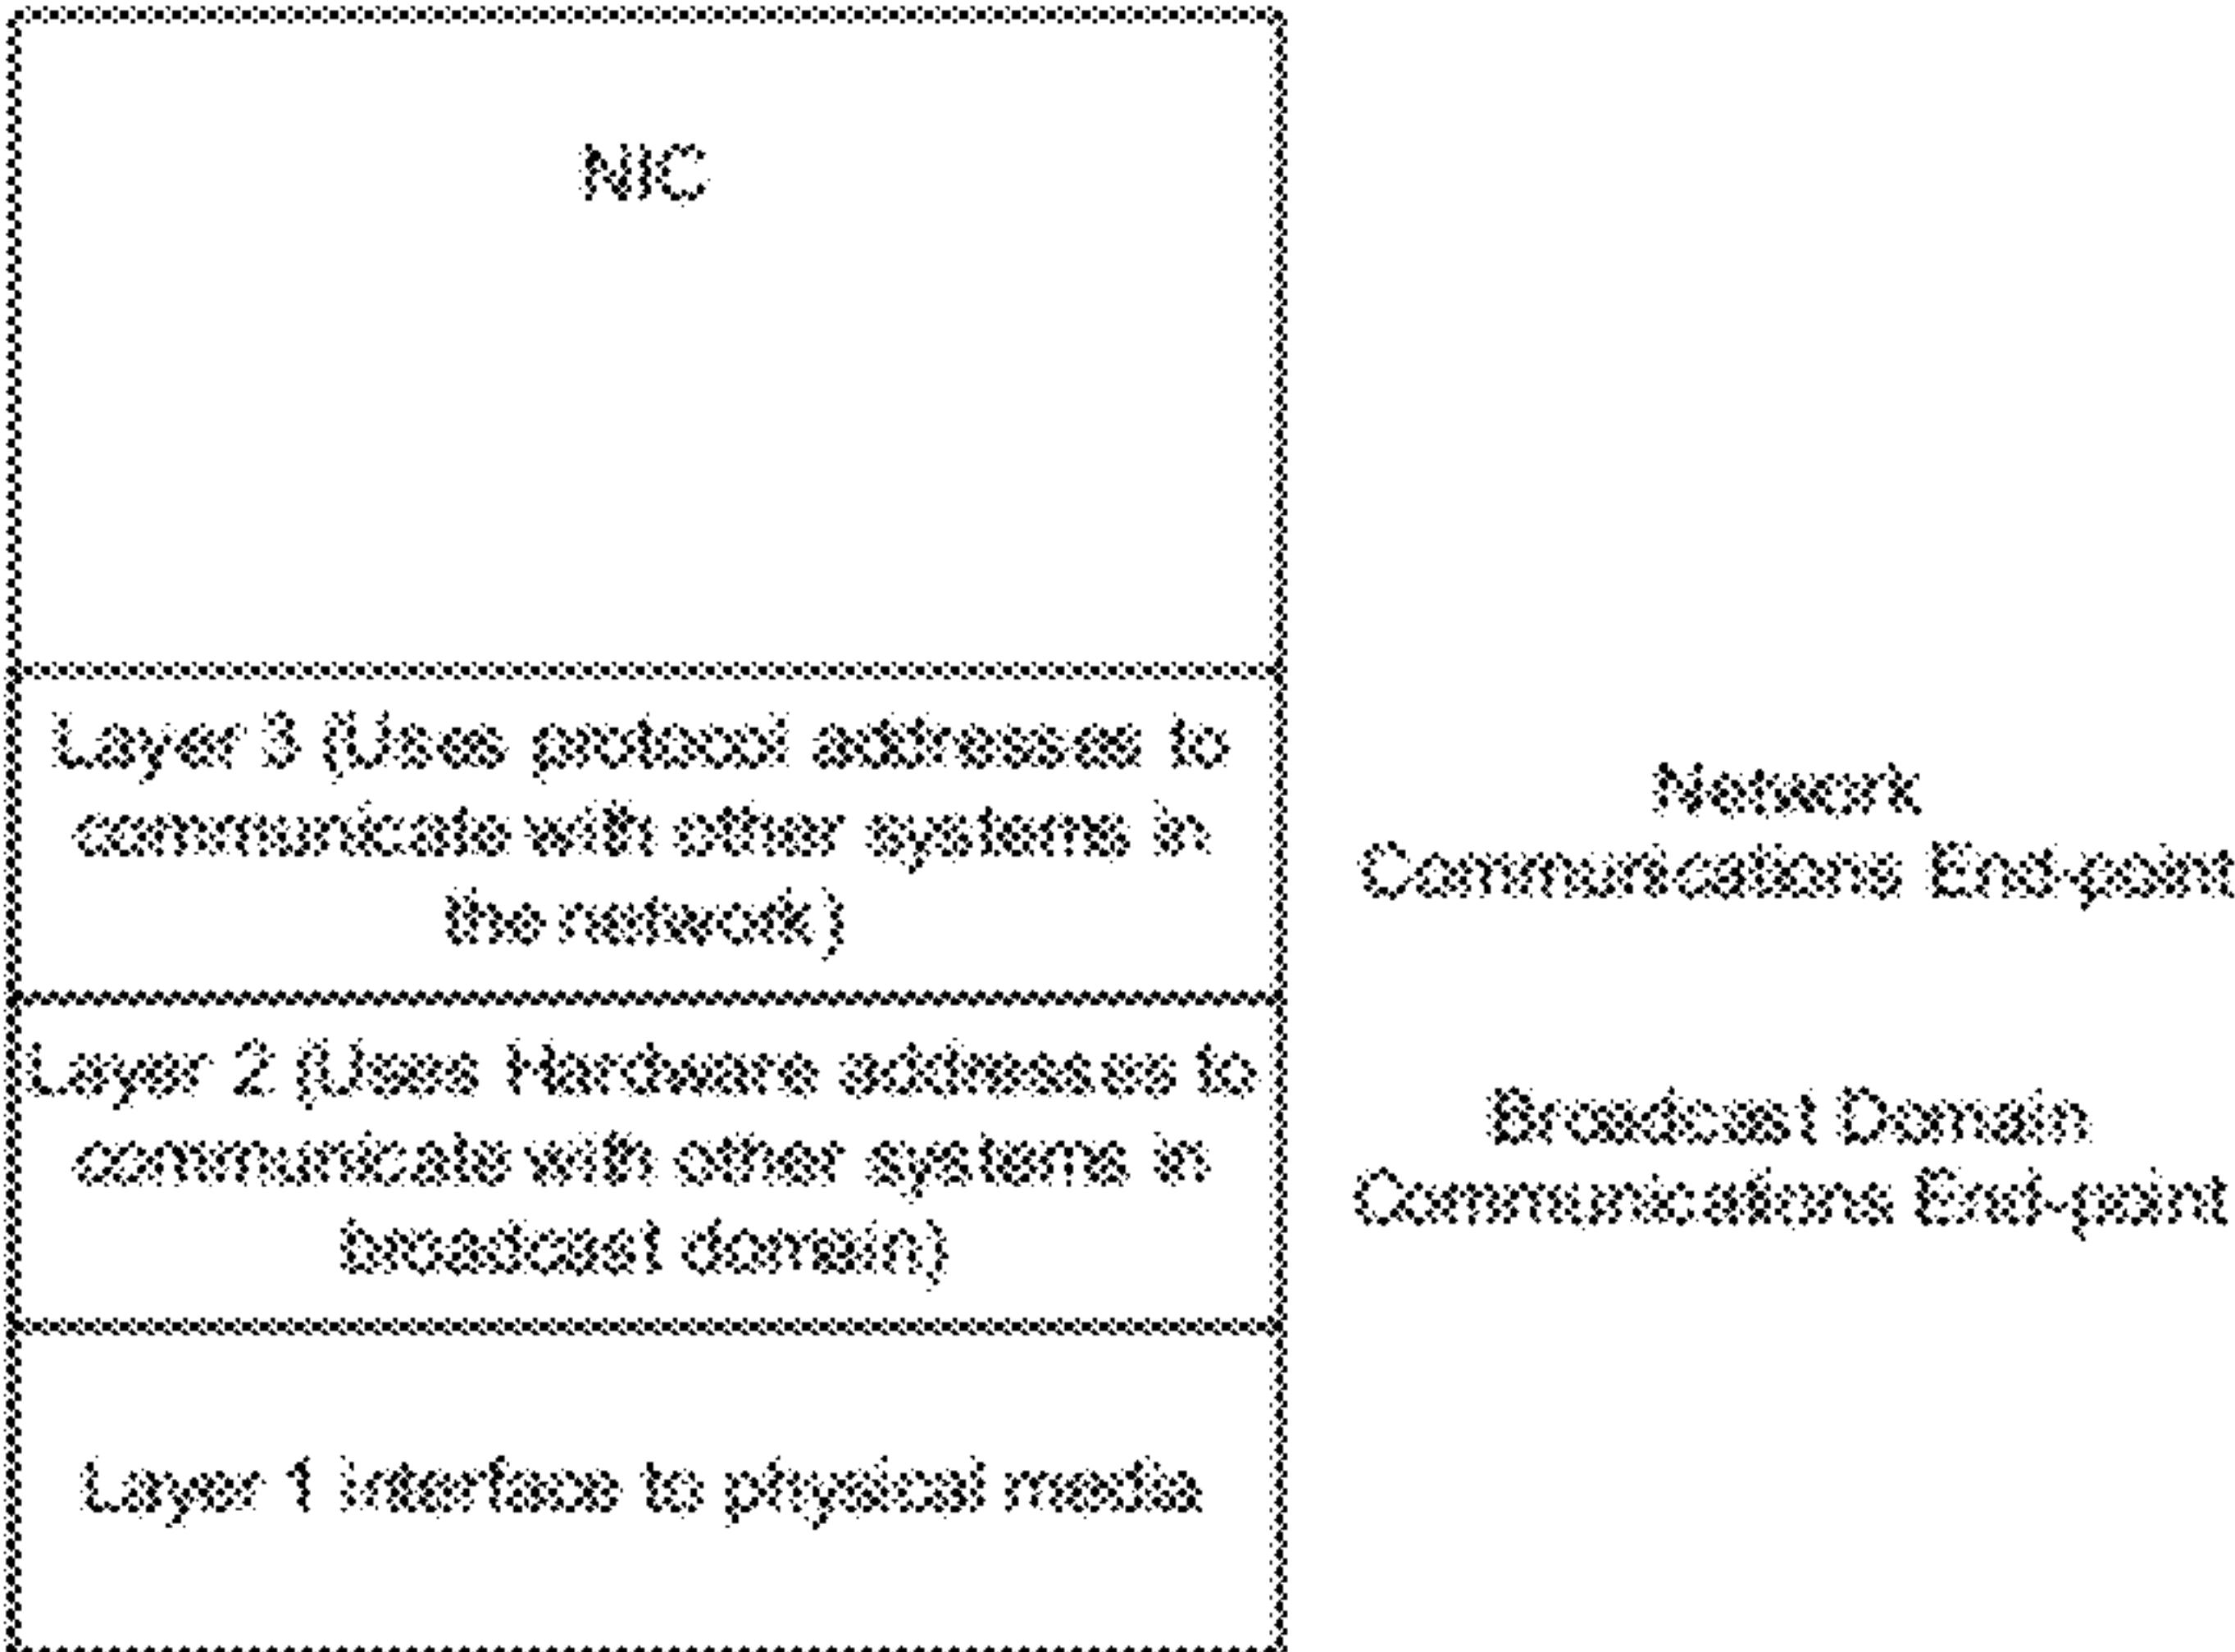 NIC
Layer 3 (Uses protocol addresses to
communicate with other systems in
the network)
Network
Communications End-point
Layer 2 (Uses Hardware addresses to
communicate with other systems in
broadcast domain)
Broadcast Domain
Communications End-point
Layer 1 Interface to physical media